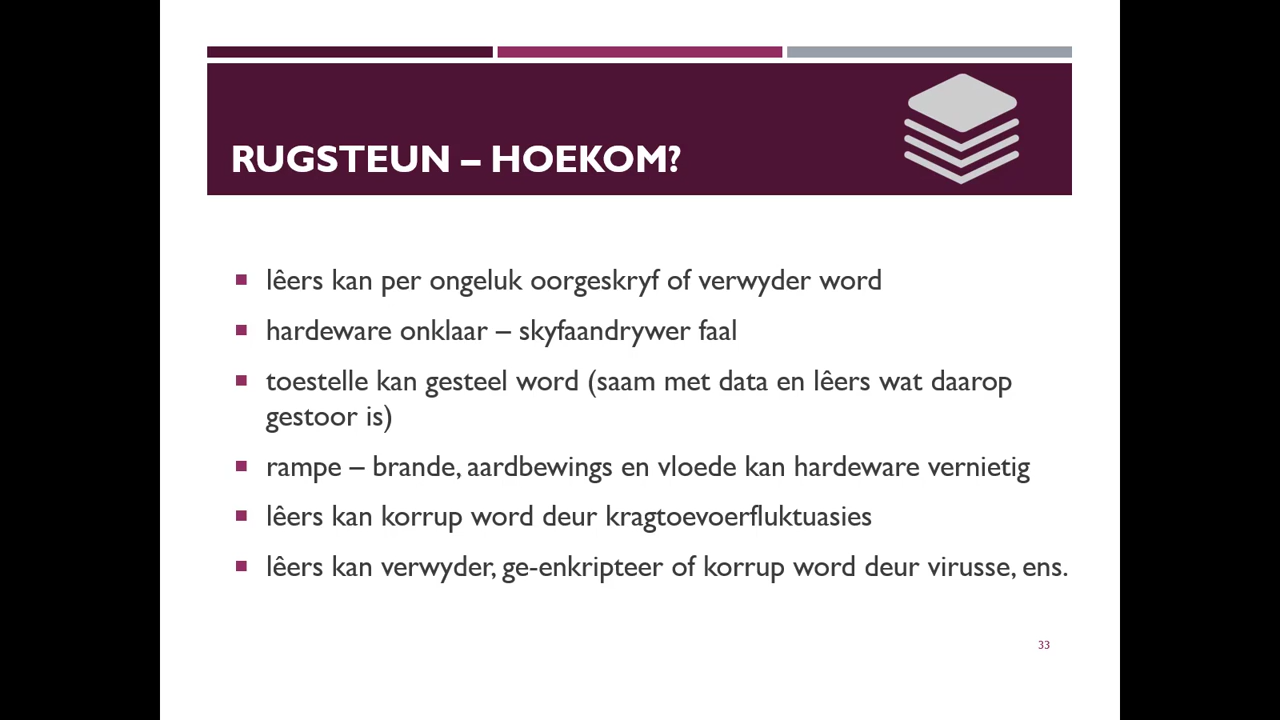 RUGSTEUN – HOEKOM?
▪ lêers kan per ongeluk oorgeskryf of verwyder word
▪ hardeware onklaar – skyfaandrywer faal
▪ toestelle kan gesteel word (saam met data en lêers wat daarop
gestoor is)
▪ rampe – brande, aardbewings en vloede kan hardeware vernietig
▪ lêers kan korrup word deur kragtoevoerfluktuasies
▪ lêers kan verwyder, ge-enkripteer of korrup word deur virusse, ens.
33